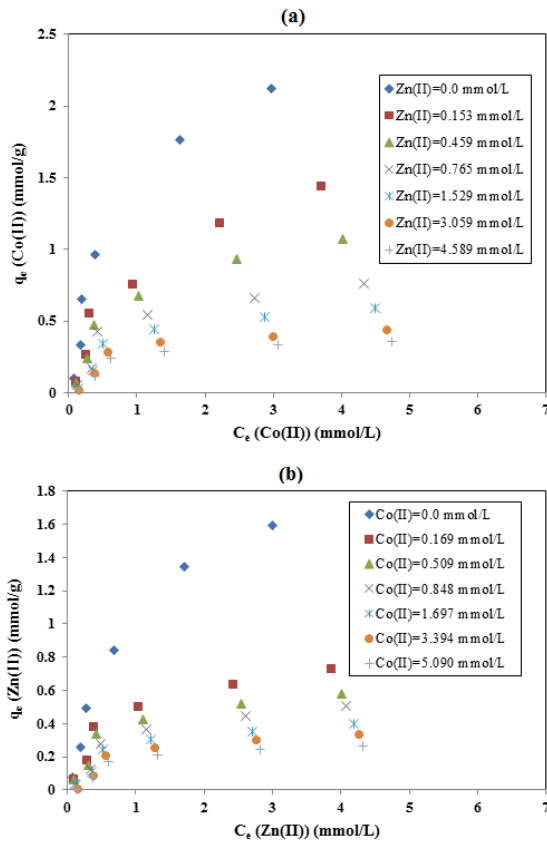 (a)
2.5
2
1.5
1
0.5
0
q_e (Co(II)) (mmol/g)
Zn(II)=0.0 mmol/L
Zn(II)=0.153 mmol/L
Zn(II)=0.459 mmol/L
Zn(II)=0.765 mmol/L
Zn(II)=1.529 mmol/L
Zn(II)=3.059 mmol/L
Zn(II)=4.589 mmol/L
0 1 2 3 4 5 6 7
C_e (Co(II)) (mmol/L)
(b)
1.8
1.6
1.4
1.2
1
0.8
0.6
0.4
0.2
0
q_e (Zn(II)) (mmol/g)
Co(II)=0.0 mmol/L
Co(II)=0.169 mmol/L
Co(II)=0.509 mmol/L
Co(II)=0.848 mmol/L
Co(II)=1.697 mmol/L
Co(II)=3.394 mmol/L
Co(II)=5.090 mmol/L
0 1 2 3 4 5 6 7
C_e (Zn(II)) (mmol/L)